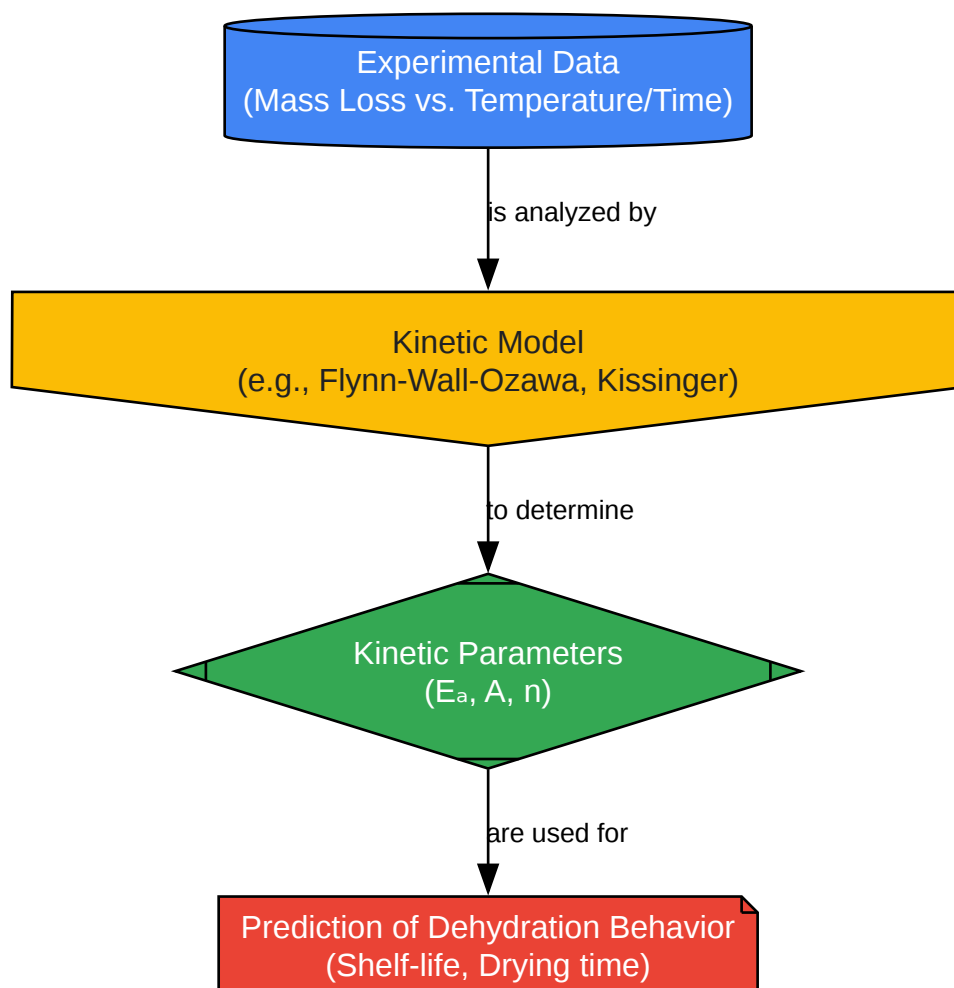 Experimental Data
(Mass Loss vs. Temperature/Time)
is analyzed by
Kinetic Model
(e.g., Flynn-Wall-Ozawa, Kissinger)
to determine
Kinetic Parameters
(Eₐ, A, n)
are used for
Prediction of Dehydration Behavior
(Shelf-life, Drying time)